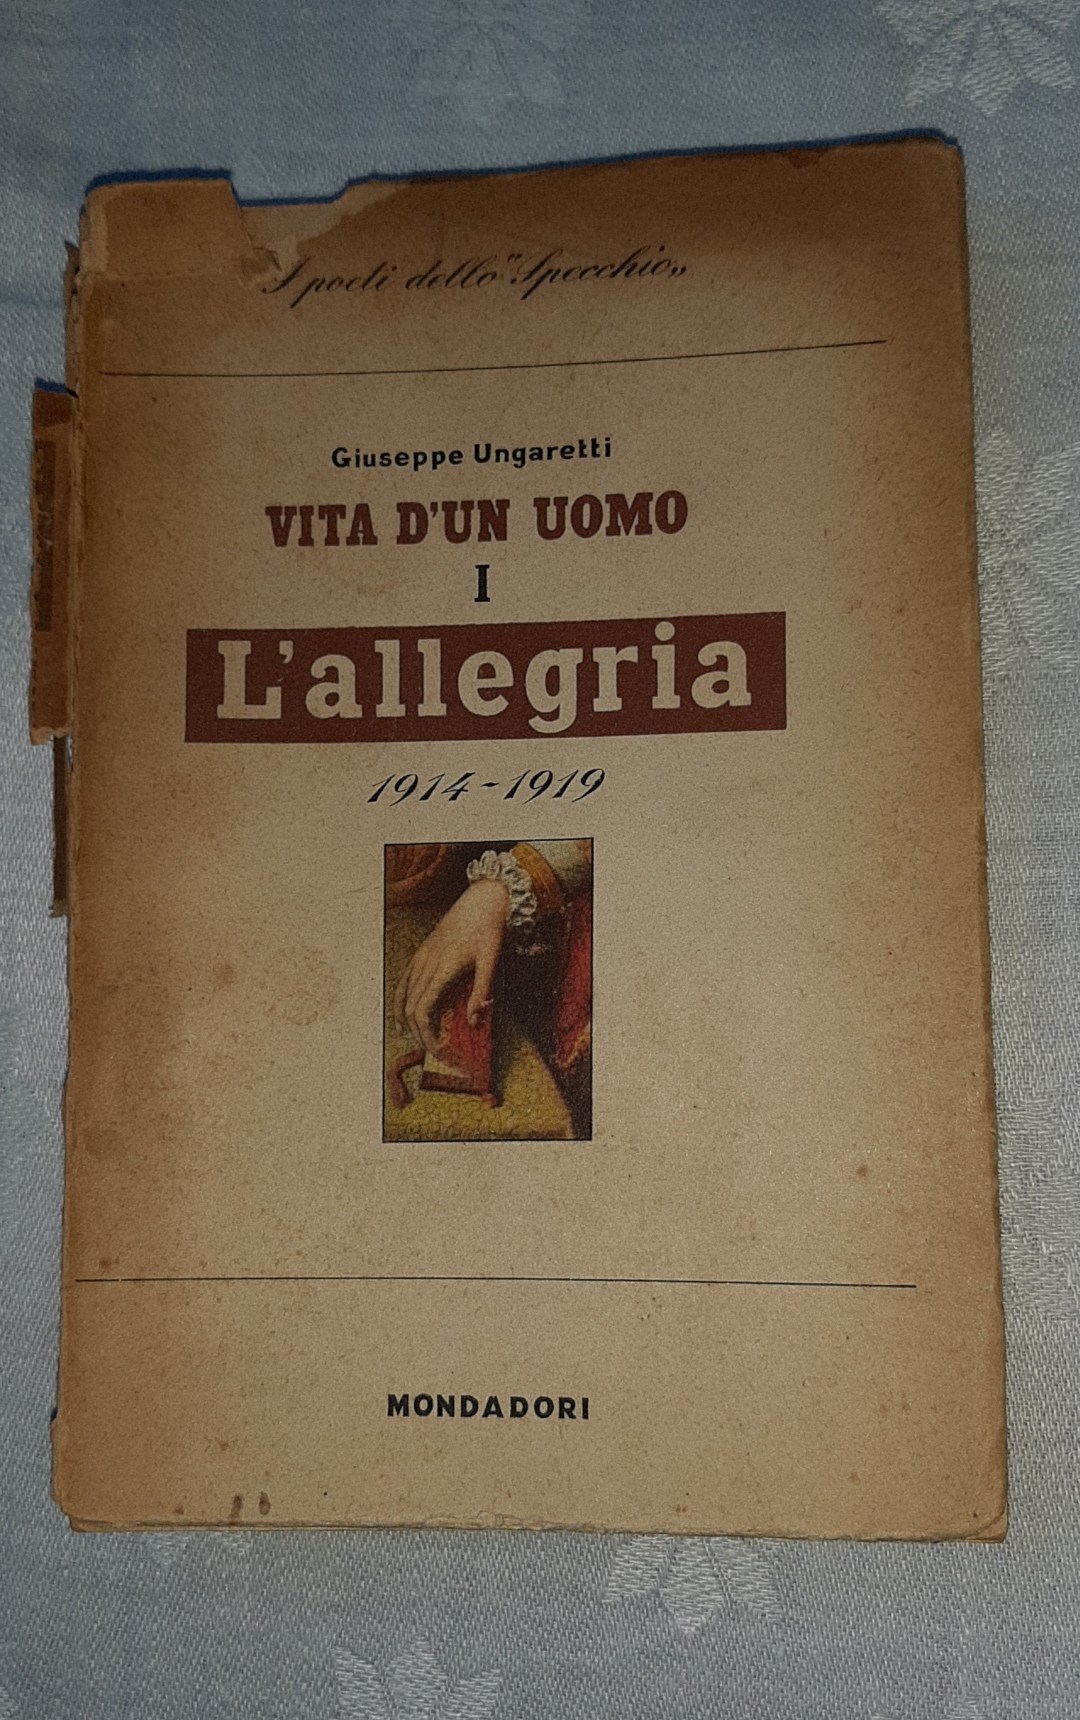 I poeti dello "Specchio„
Giuseppe Ungaretti
VITA D'UN UOMO
I
L'allegria
1914-1919
MONDADORI